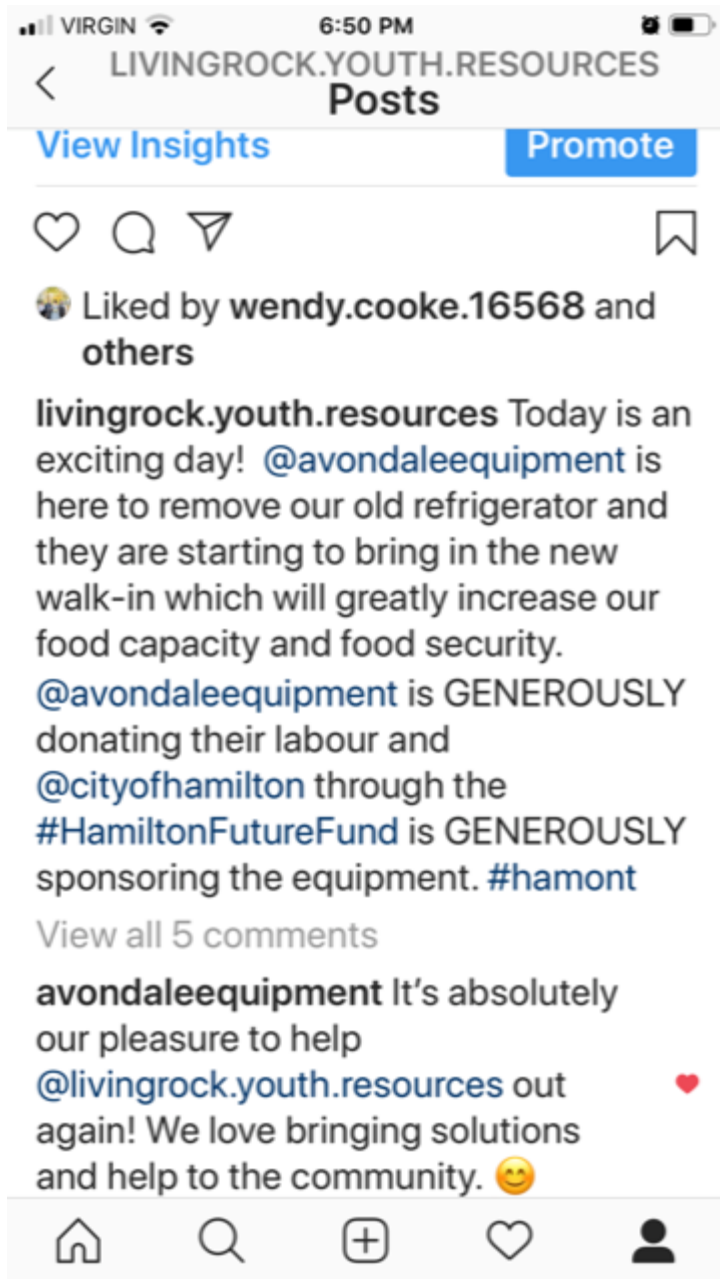 VIRGIN 6:50 PM
LIVINGROCK.YOUTH.RESOURCES
Posts
View Insights Promote
Liked by wendy.cooke.16568 and
others
livingrock.youth.resources Today is an
exciting day! @avondaleequipment is
here to remove our old refrigerator and
they are starting to bring in the new
walk-in which will greatly increase our
food capacity and food security.
@avondaleequipment is GENEROUSLY
donating their labour and
@cityofhamilton through the
#HamiltonFutureFund is GENEROUSLY
sponsoring the equipment. #hamont
View all 5 comments
avondaleequipment It's absolutely
our pleasure to help
@livingrock.youth.resources out
again! We love bringing solutions
and help to the community. 😊